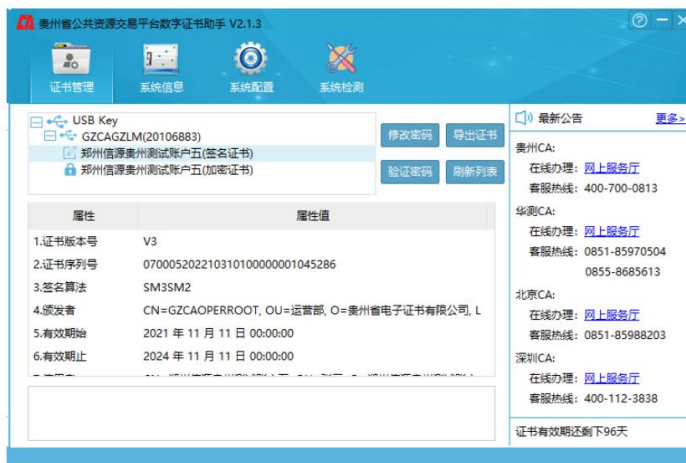 贵州省公共资源交易平台数字证书助手 V2.1.3
证书管理
系统信息
系统配置
系统检测
USB Key
GZCAGZLM(20106883)
郑州信源贵州测试账户五(签名证书)
郑州信源贵州测试账户五(加密证书)
修改密码
导出证书
验证密码
刷新列表
属性
属性值
1.证书版本号 V3
2.证书序列号 0700052022103101000000010​45286
3.签名算法 SM3SM2
4.颁发者 CN=GZCAOPERROOT, OU=运营部, O=贵州省电子证书有限公司, L
5.有效期始 2021 年 11 月 11 日 00:00:00
6.有效期止 2024 年 11 月 11 日 00:00:00
最新公告
更多>
贵州CA:
在线办理: 网上服务厅
客服热线: 400-700-0813
华测CA:
在线办理: 网上服务厅
客服热线: 0851-85970504
0855-8685613
北京CA:
在线办理: 网上服务厅
客服热线: 0851-85988203
深圳CA:
在线办理: 网上服务厅
客服热线: 400-112-3838
证书有效期还剩下96天